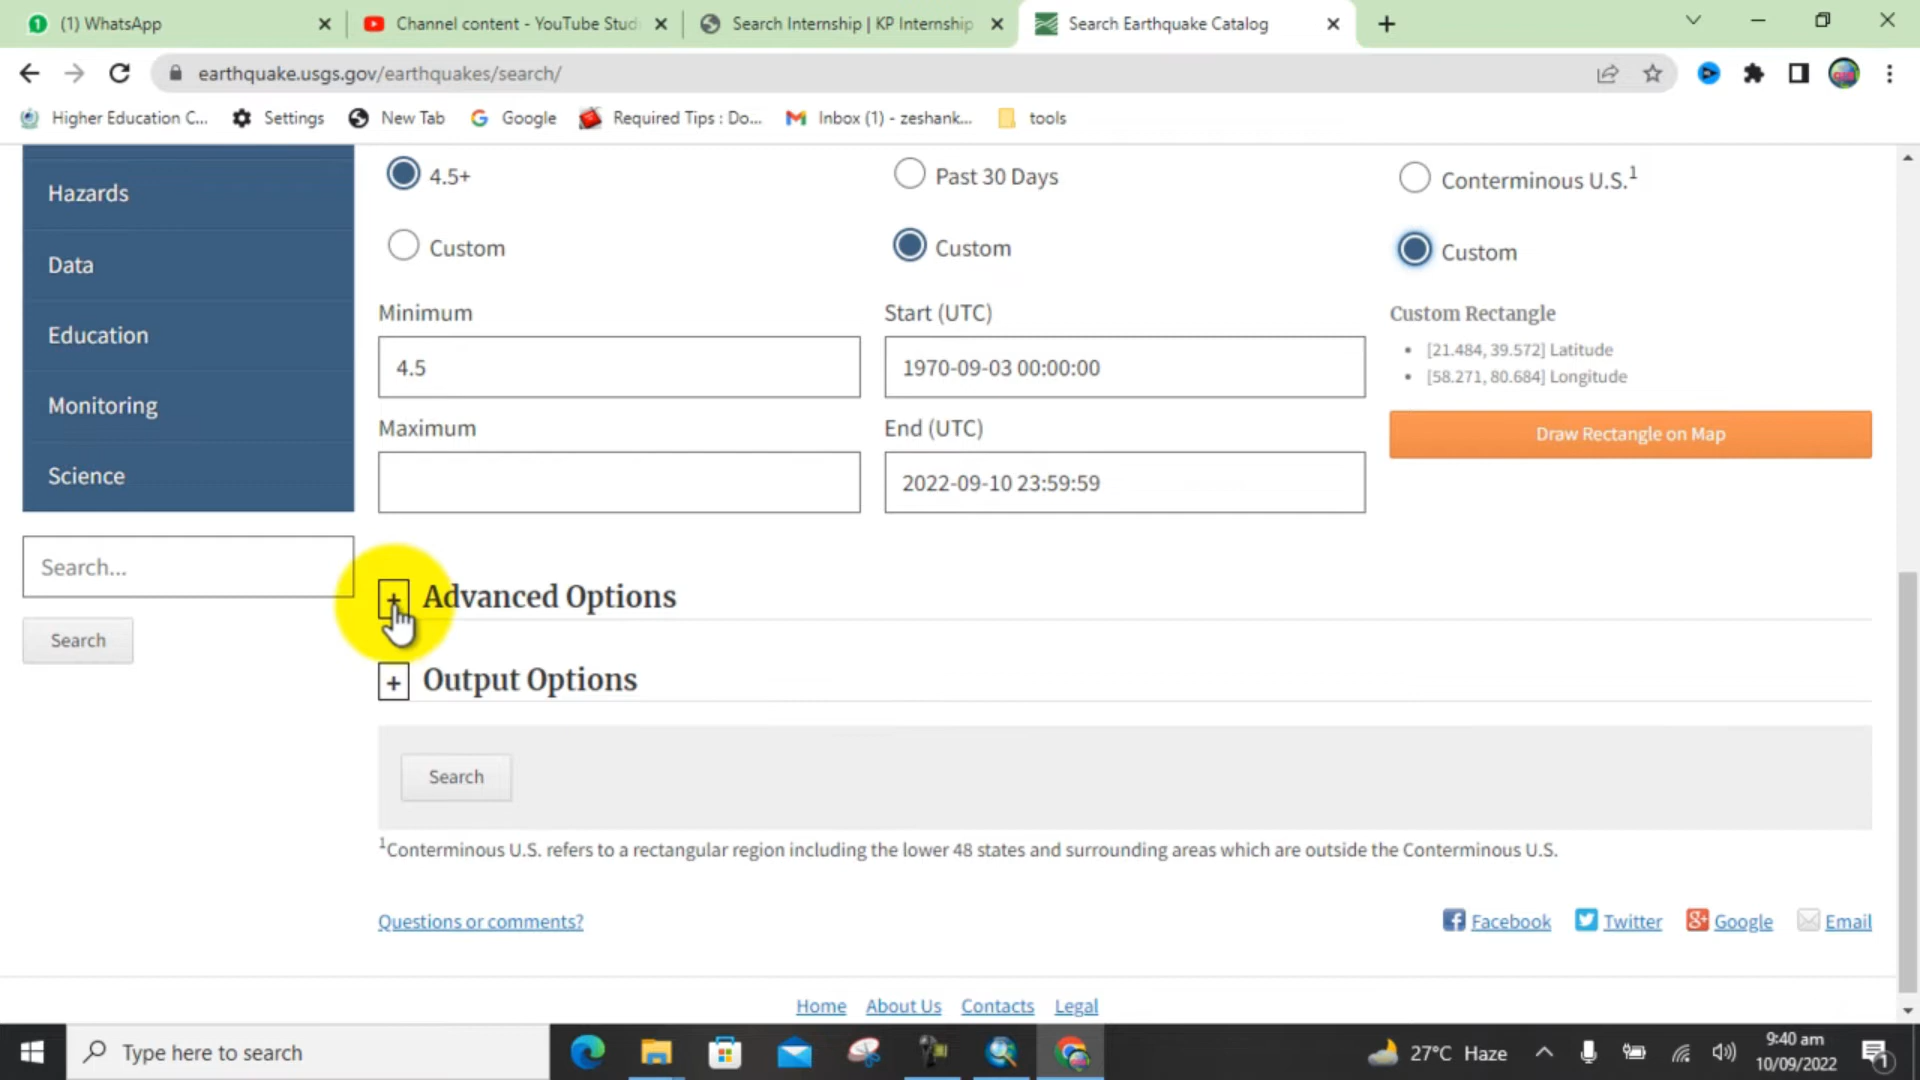 (1) WhatsApp
Channel content - YouTube Stud
Search Internship | KP Internship
Search Earthquake Catalog
earthquake.usgs.gov/earthquakes/search/
Higher Education C...
Settings
New Tab
Google
Required Tips : Do...
Inbox (1) - zeshank...
tools
Hazards
Data
Education
Monitoring
Science
Search...
Search
4.5+
Past 30 Days
Conterminous U.S.1
Custom
Custom
Custom
Minimum
Start (UTC)
Custom Rectangle
4.5
1970-09-03 00:00:00
[21.484, 39.572] Latitude
[58.271, 80.684] Longitude
Maximum
End (UTC)
Draw Rectangle on Map
2022-09-10 23:59:59
+ Advanced Options
+ Output Options
Search
1Conterminous U.S. refers to a rectangular region including the lower 48 states and surrounding areas which are outside the Conterminous U.S.
Questions or comments?
Facebook
Twitter
Google
Email
Home About Us Contacts Legal
Type here to search
27°C Haze
9:40 am
10/09/2022
1